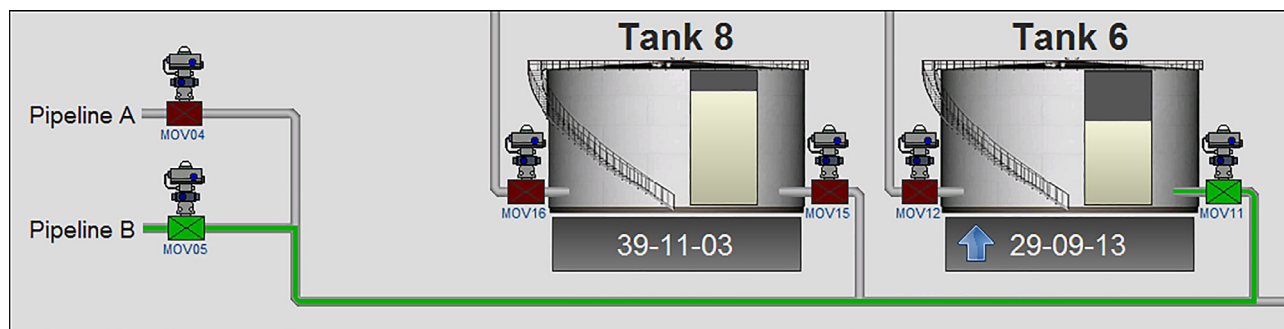 Tank 8
Tank 6
Pipeline A
MOV04
Pipeline B
MOV05
MOV16
MOV15
MOV12
MOV11
39-11-03
29-09-13